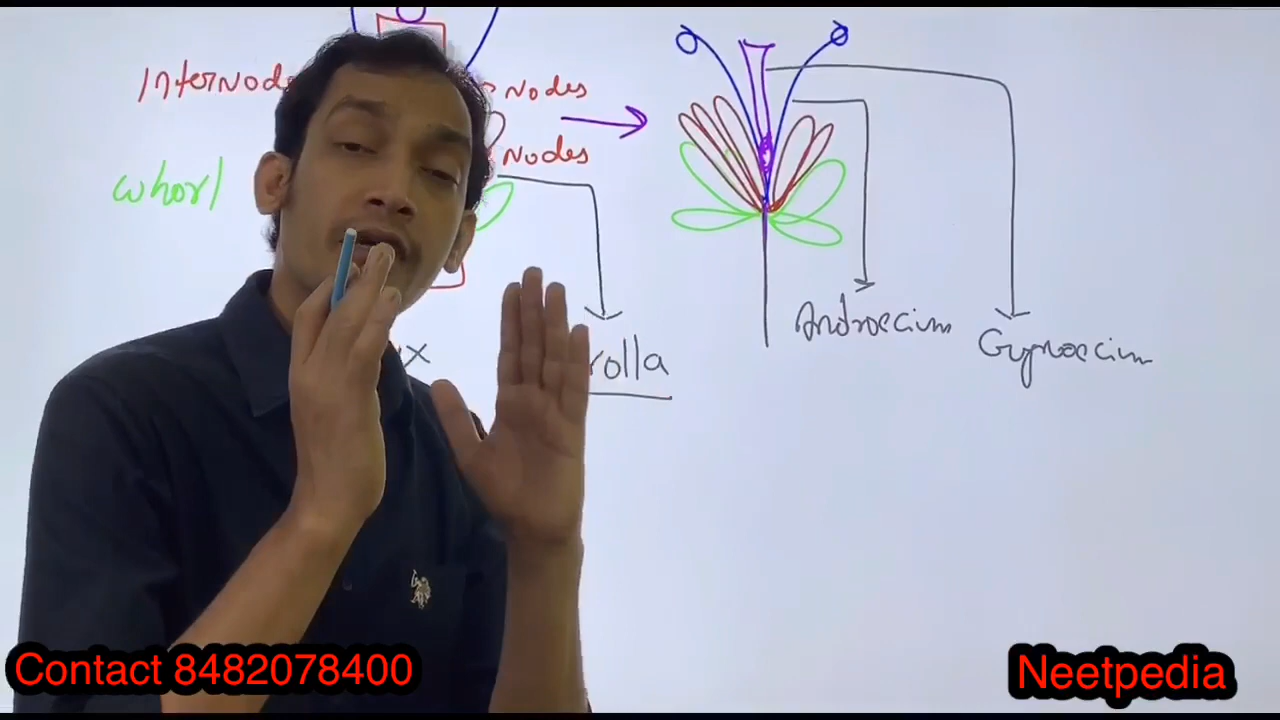 Internode
Nodes
Nodes
whorl
rolla
Androecium
Gynoecium
Contact 8482078400
Neetpedia